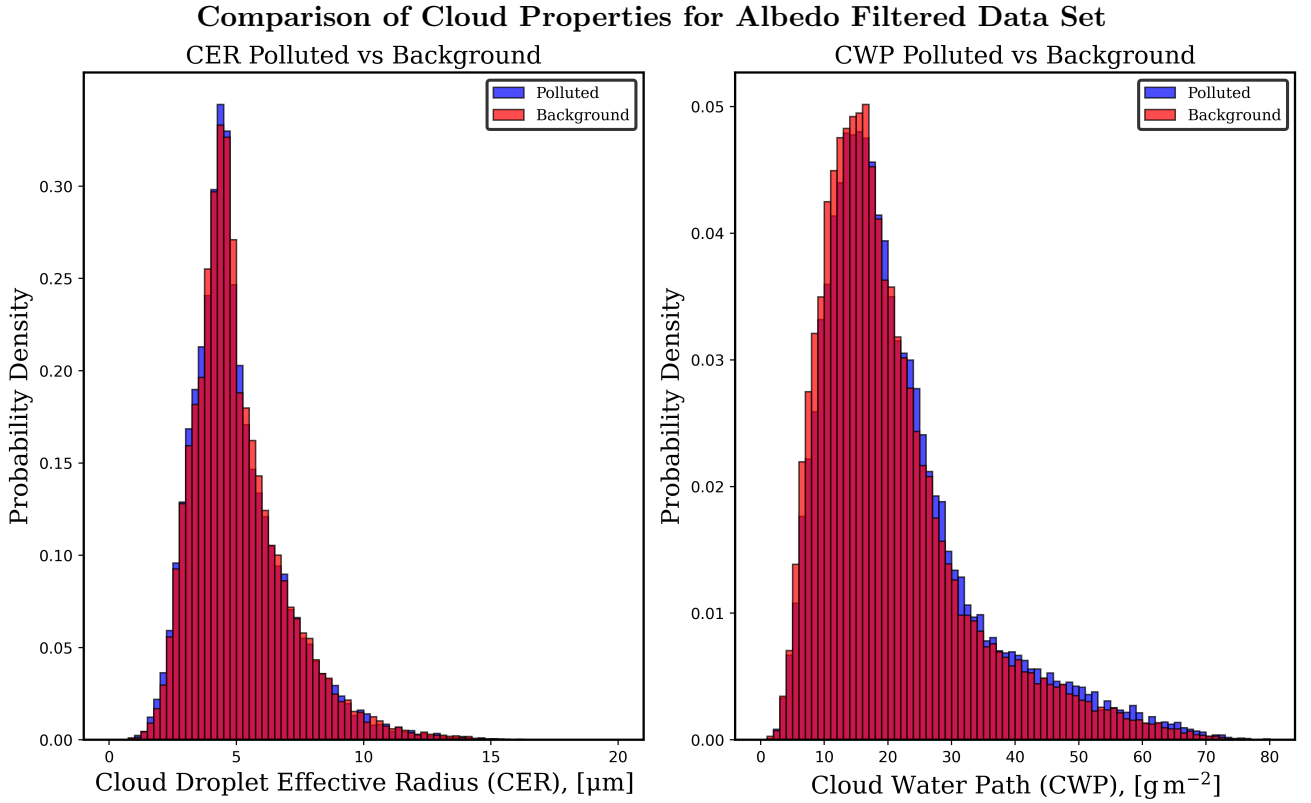 Comparison of Cloud Properties for Albedo Filtered Data Set
CER Polluted vs Background
Polluted
Background
Probability Density
0.30
0.25
0.20
0.15
0.10
0.05
0.00
0
5
10
15
20
Cloud Droplet Effective Radius (CER), [μm]
CWP Polluted vs Background
Polluted
Background
Probability Density
0.05
0.04
0.03
0.02
0.01
0.00
0
10
20
30
40
50
60
70
80
Cloud Water Path (CWP), [g m⁻²]